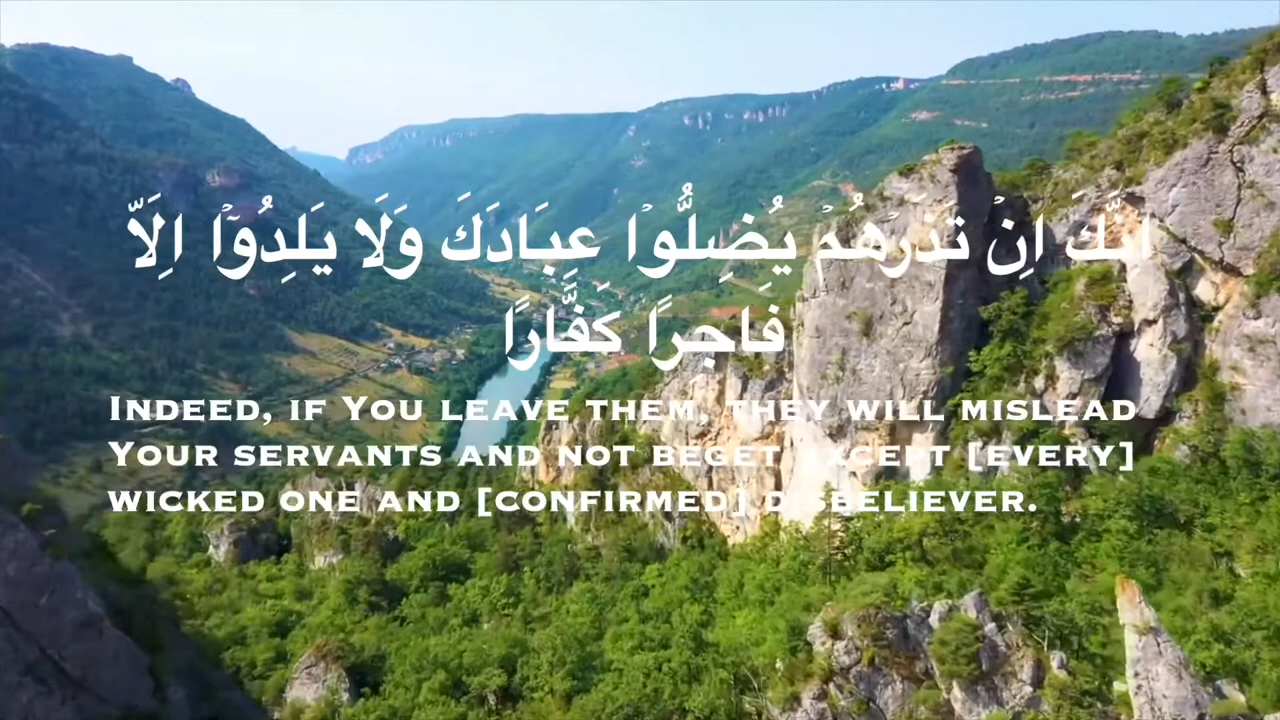 اِنَّكَ اِنۡ تَذَرۡهُمۡ يُضِلُّوۡا عِبَادَكَ وَلَا يَلِدُوۡۤا اِلَّا
فَاجِرًا كَفَّارًا
INDEED, IF YOU LEAVE THEM, THEY WILL MISLEAD
YOUR SERVANTS AND NOT BEGET EXCEPT [EVERY]
WICKED ONE AND [CONFIRMED] DISBELIEVER.